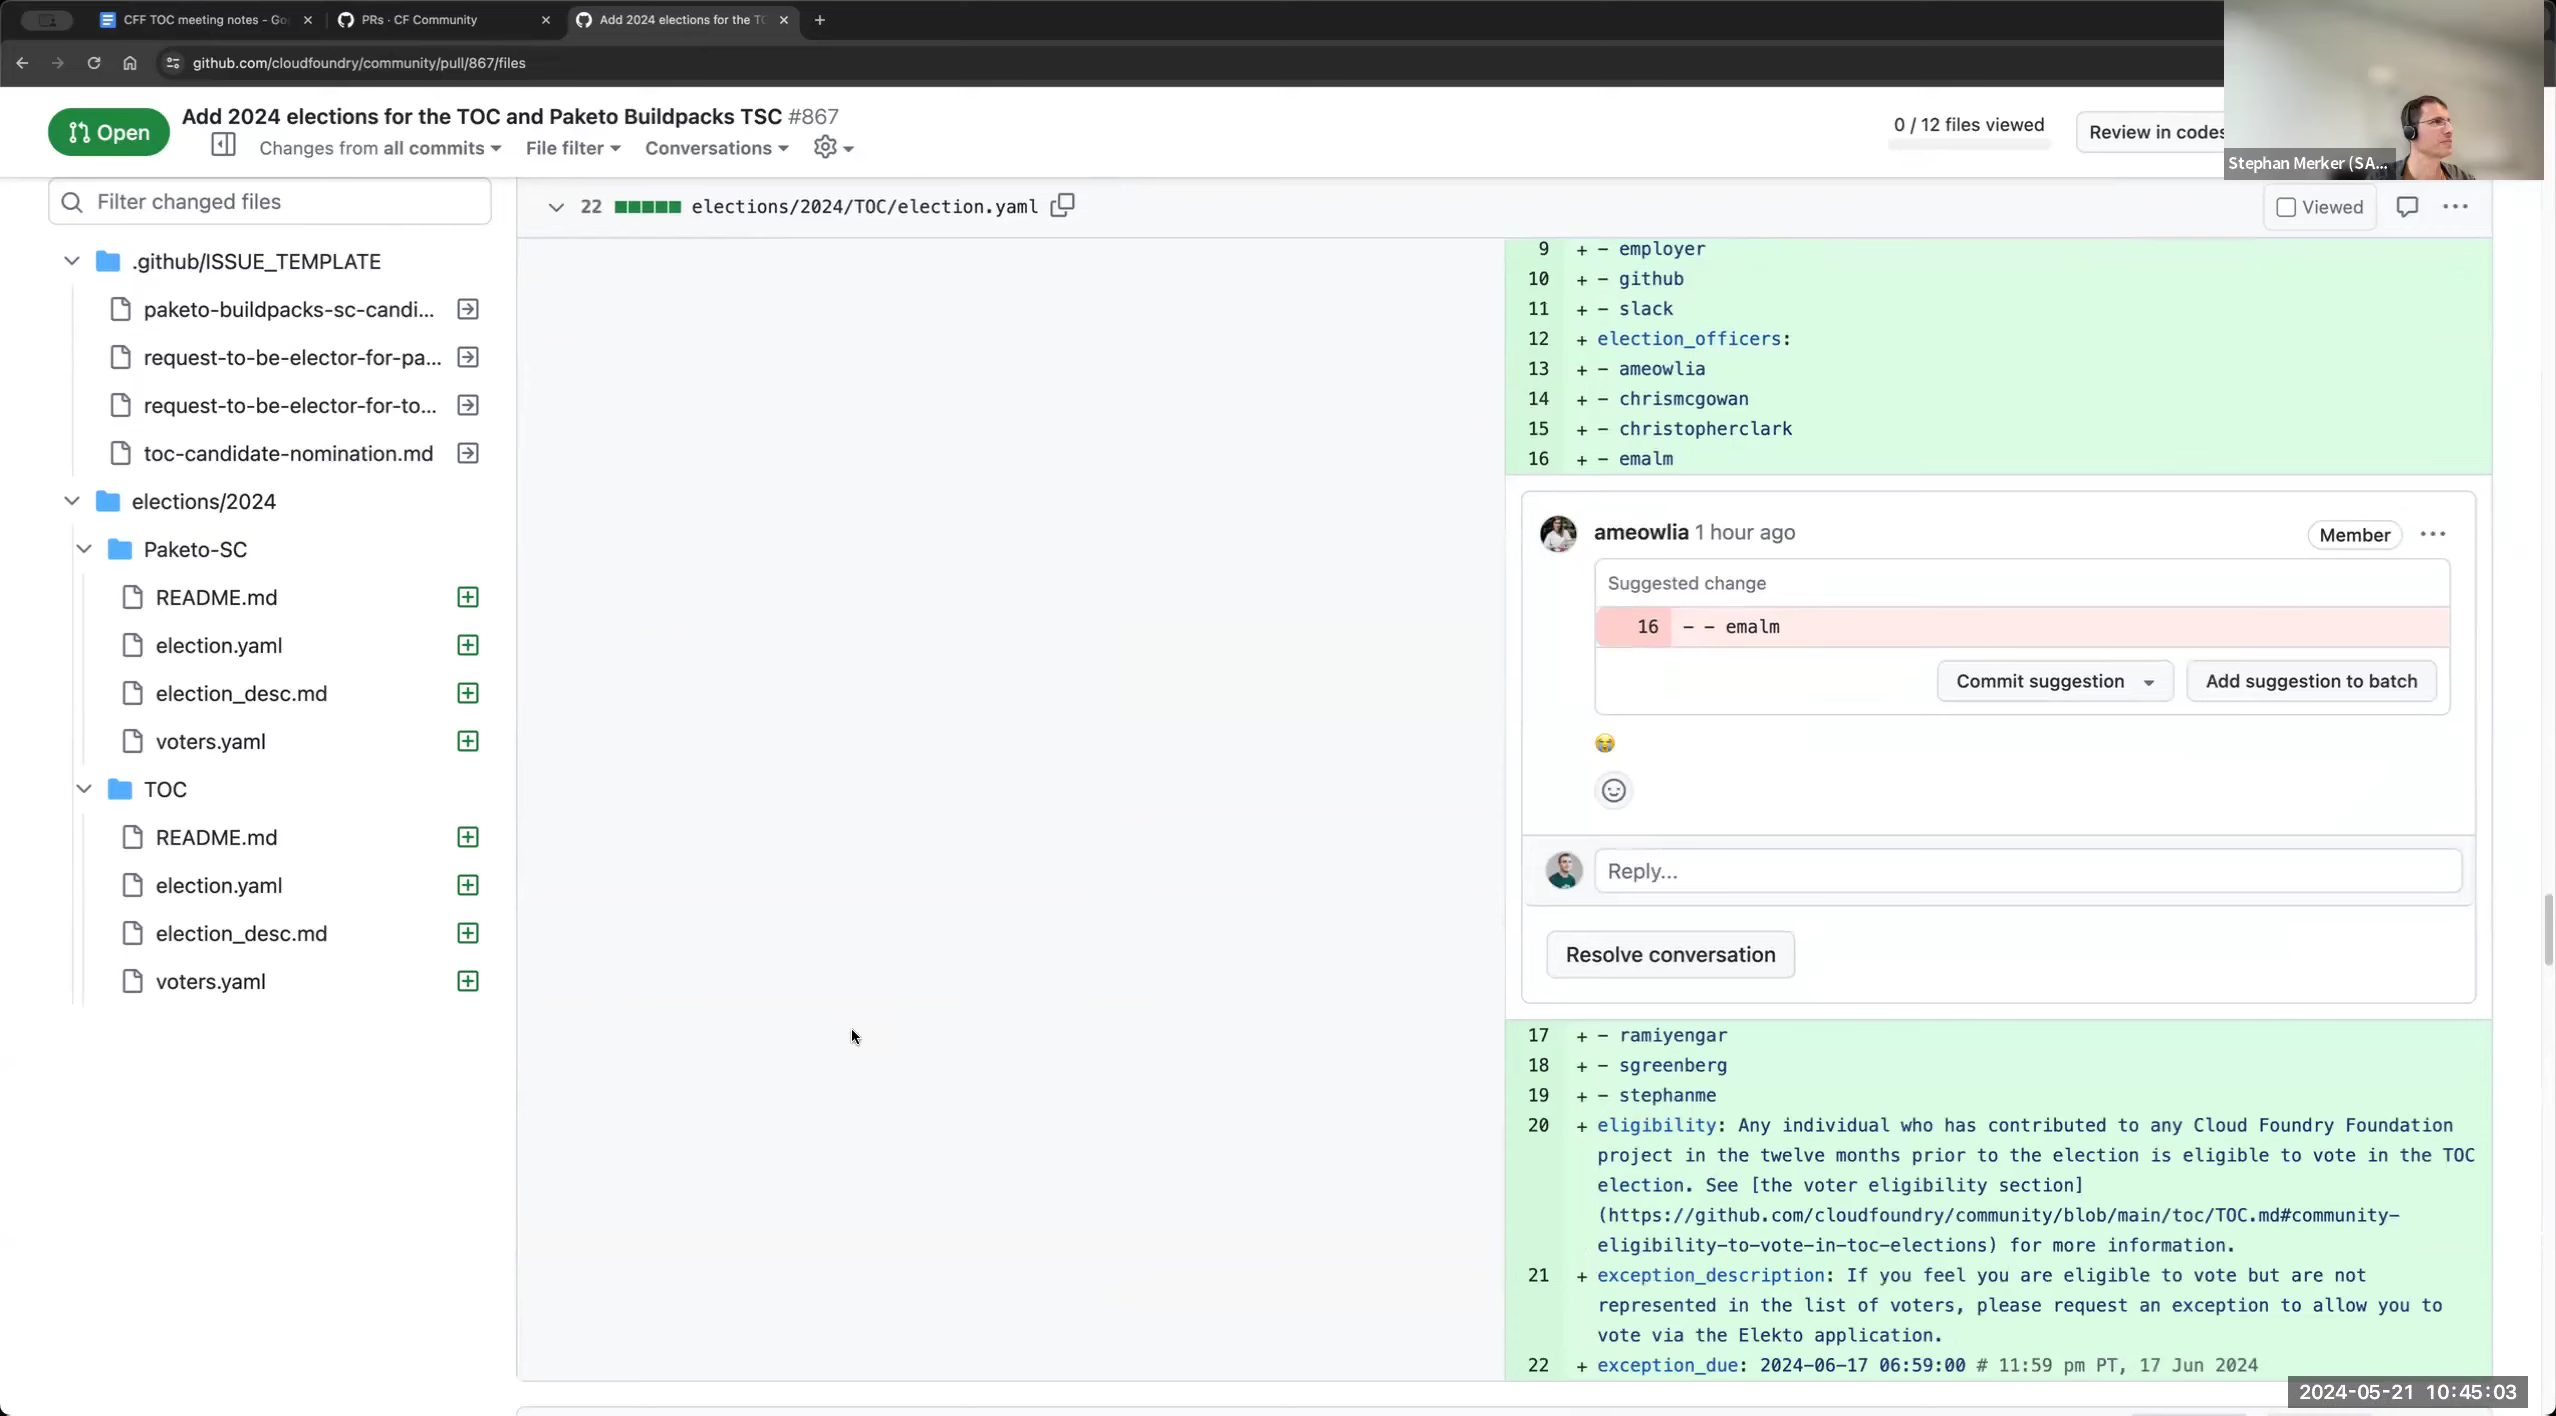 CFF TOC meeting notes - Go
PRs · CF Community
Add 2024 elections for the TO
github.com/cloudfoundry/community/pull/867/files
Open
Add 2024 elections for the TOC and Paketo Buildpacks TSC #867
Changes from all commits
File filter
Conversations
0 / 12 files viewed
Review in codes
Stephan Merker (SA...
Filter changed files
.github/ISSUE_TEMPLATE
paketo-buildpacks-sc-candi...
request-to-be-elector-for-pa...
request-to-be-elector-for-to...
toc-candidate-nomination.md
elections/2024
Paketo-SC
README.md
election.yaml
election_desc.md
voters.yaml
TOC
README.md
election.yaml
election_desc.md
voters.yaml
22 elections/2024/TOC/election.yaml
Viewed
9 + - employer
10 + - github
11 + - slack
12 + election_officers:
13 + - ameowlia
14 + - chrismcgowan
15 + - christopherclark
16 + - emalm
ameowlia 1 hour ago
Member
Suggested change
16 - - emalm
Commit suggestion
Add suggestion to batch
😭
Reply...
Resolve conversation
17 + - ramiyengar
18 + - sgreenberg
19 + - stephanme
20 + eligibility: Any individual who has contributed to any Cloud Foundry Foundation
project in the twelve months prior to the election is eligible to vote in the TOC
election. See [the voter eligibility section]
(https://github.com/cloudfoundry/community/blob/main/toc/TOC.md#community-
eligibility-to-vote-in-toc-elections) for more information.
21 + exception_description: If you feel you are eligible to vote but are not
represented in the list of voters, please request an exception to allow you to
vote via the Elekto application.
22 + exception_due: 2024-06-17 06:59:00 # 11:59 pm PT, 17 Jun 2024
2024-05-21 10:45:03